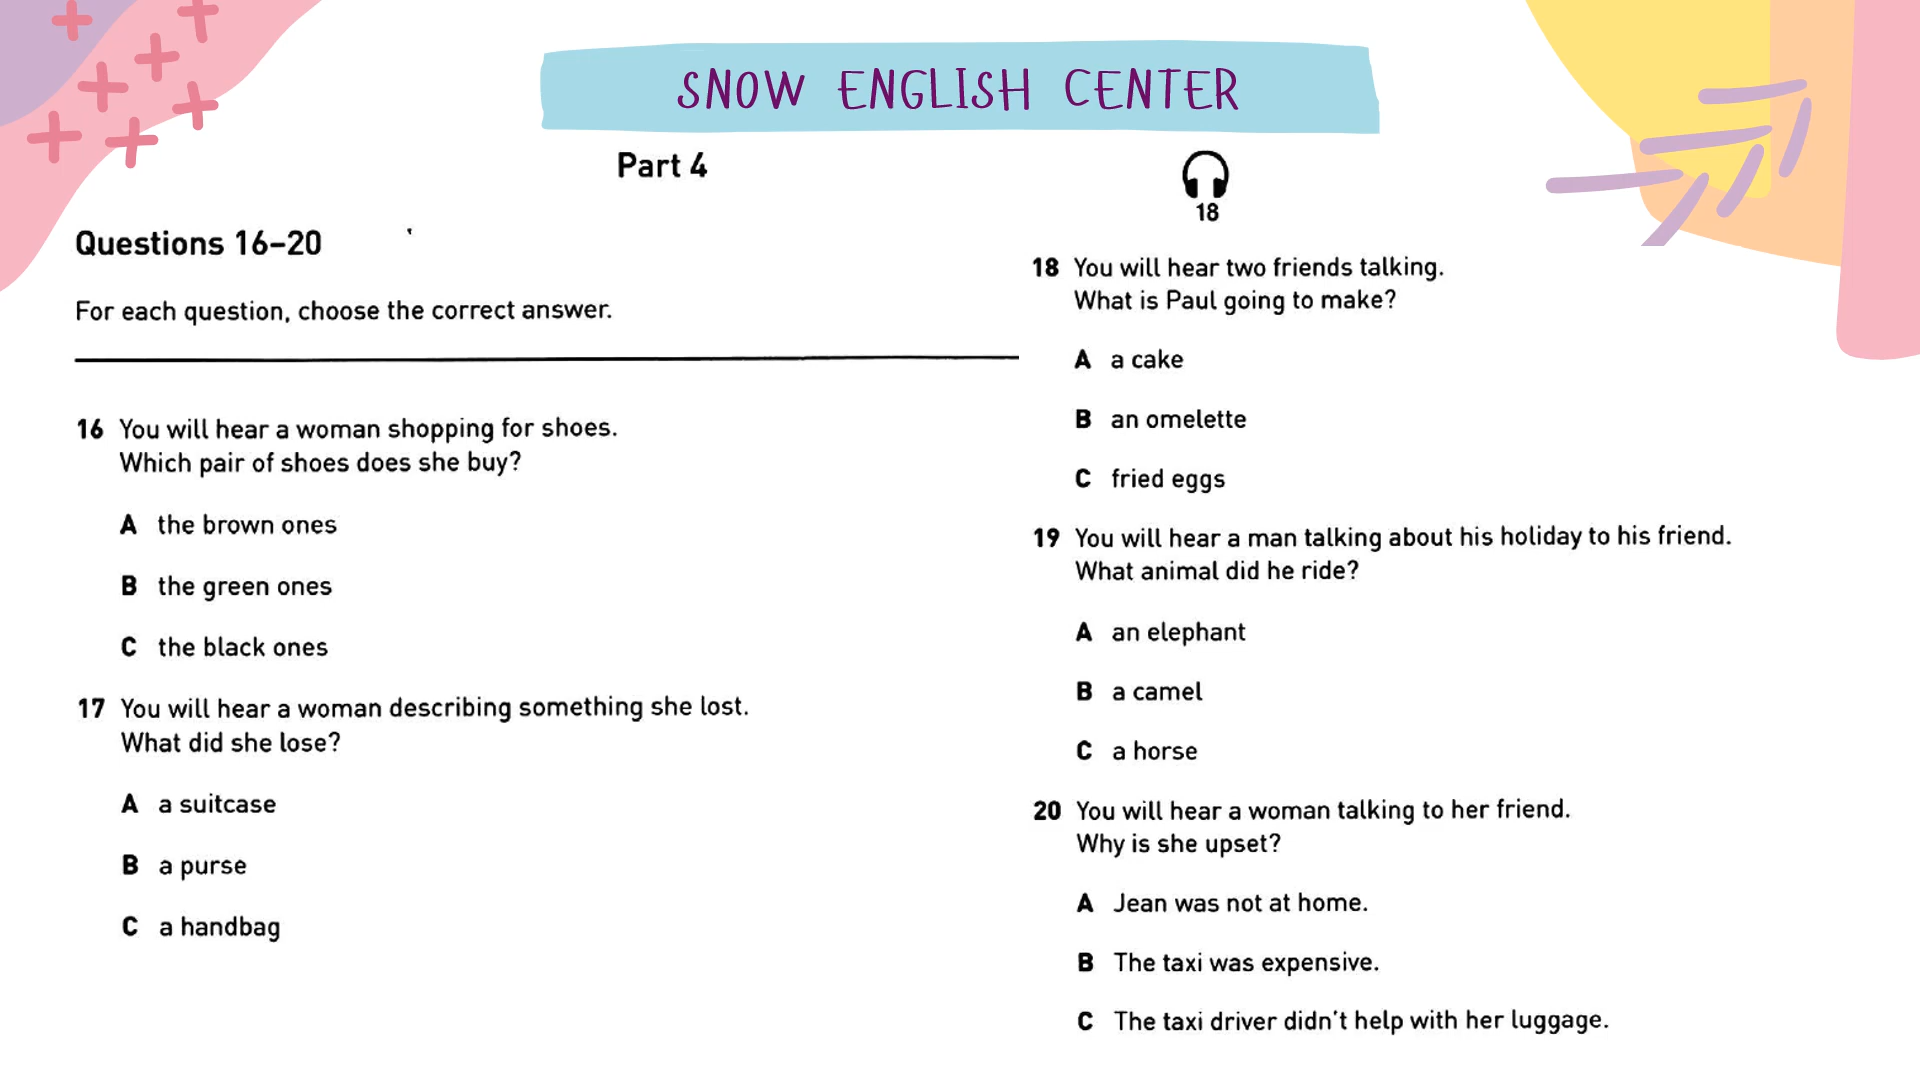 SNOW ENGLISH CENTER
Part 4
18
Questions 16–20
For each question, choose the correct answer.
16 You will hear a woman shopping for shoes.
Which pair of shoes does she buy?
A the brown ones
B the green ones
C the black ones
17 You will hear a woman describing something she lost.
What did she lose?
A a suitcase
B a purse
C a handbag
18 You will hear two friends talking.
What is Paul going to make?
A a cake
B an omelette
C fried eggs
19 You will hear a man talking about his holiday to his friend.
What animal did he ride?
A an elephant
B a camel
C a horse
20 You will hear a woman talking to her friend.
Why is she upset?
A Jean was not at home.
B The taxi was expensive.
C The taxi driver didn't help with her luggage.